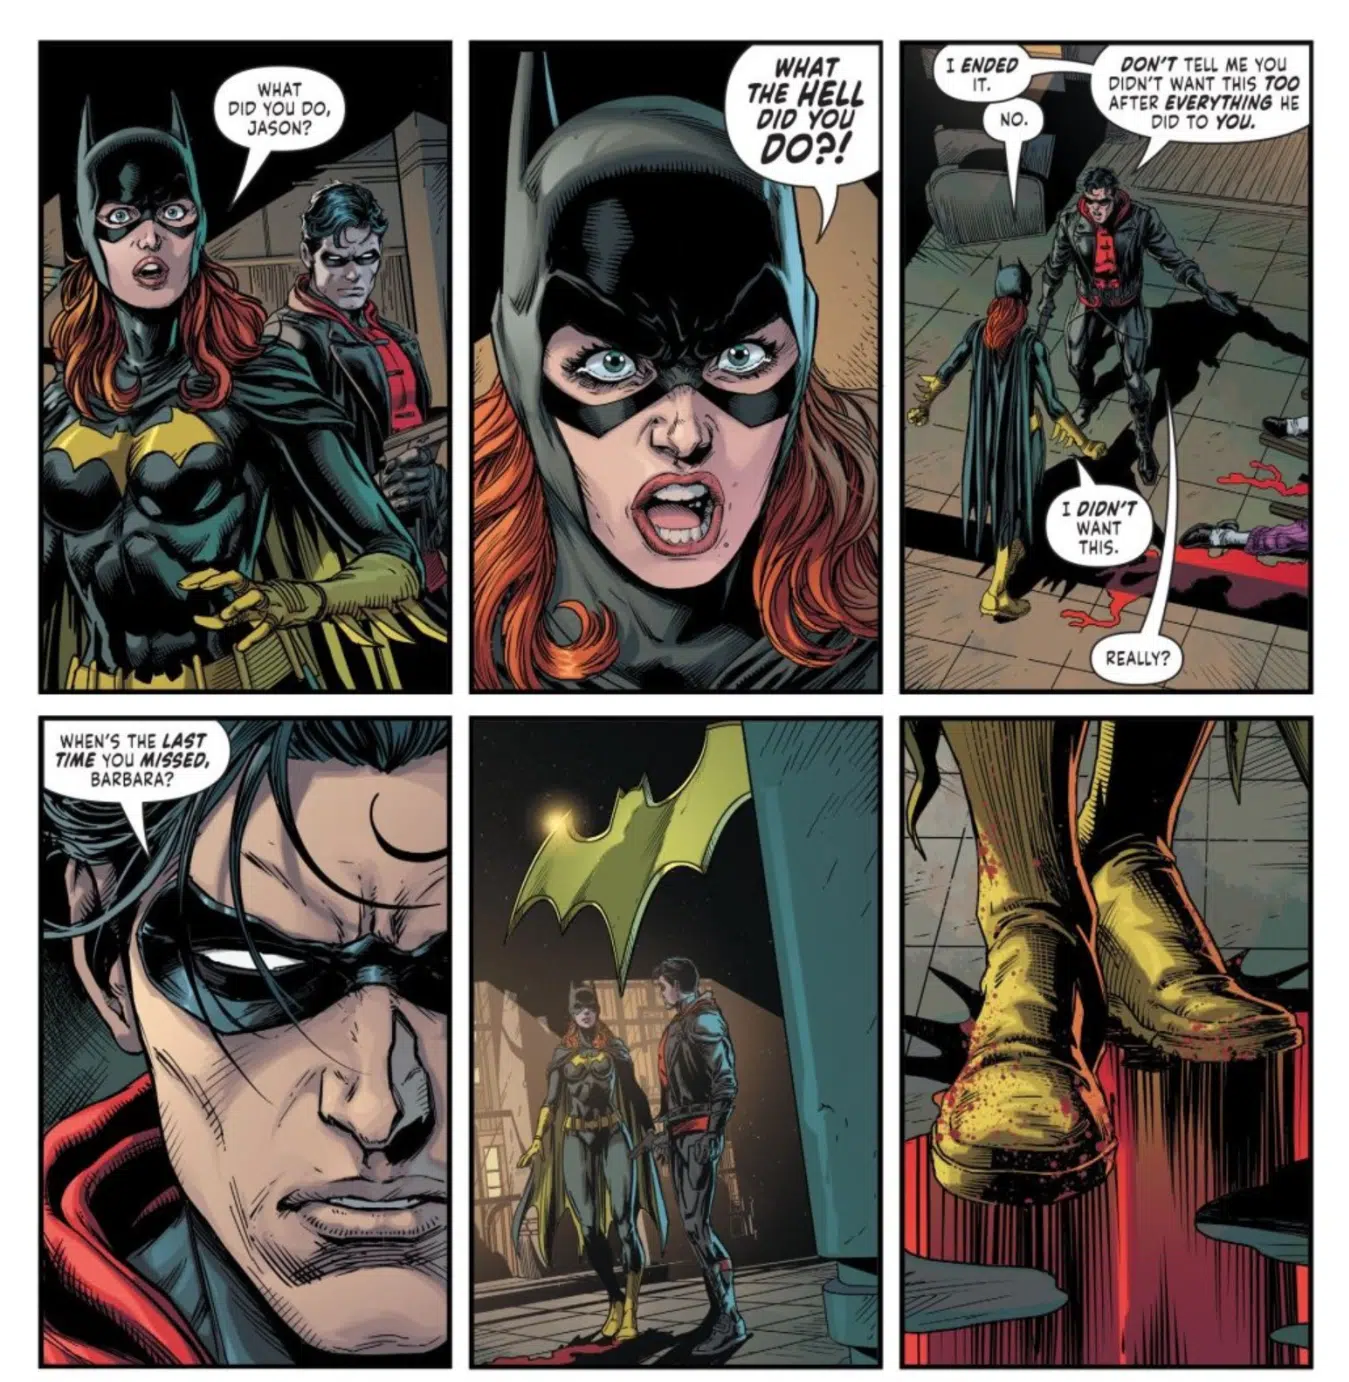 WHAT
DID YOU DO,
JASON?
WHAT
THE HELL
DID YOU
DO?!
I ENDED
IT.
DON'T TELL ME YOU
DIDN'T WANT THIS TOO
AFTER EVERYTHING HE
DID TO YOU.
NO.
I DIDN'T
WANT
THIS.
REALLY?
WHEN'S THE LAST
TIME YOU MISSED,
BARBARA?